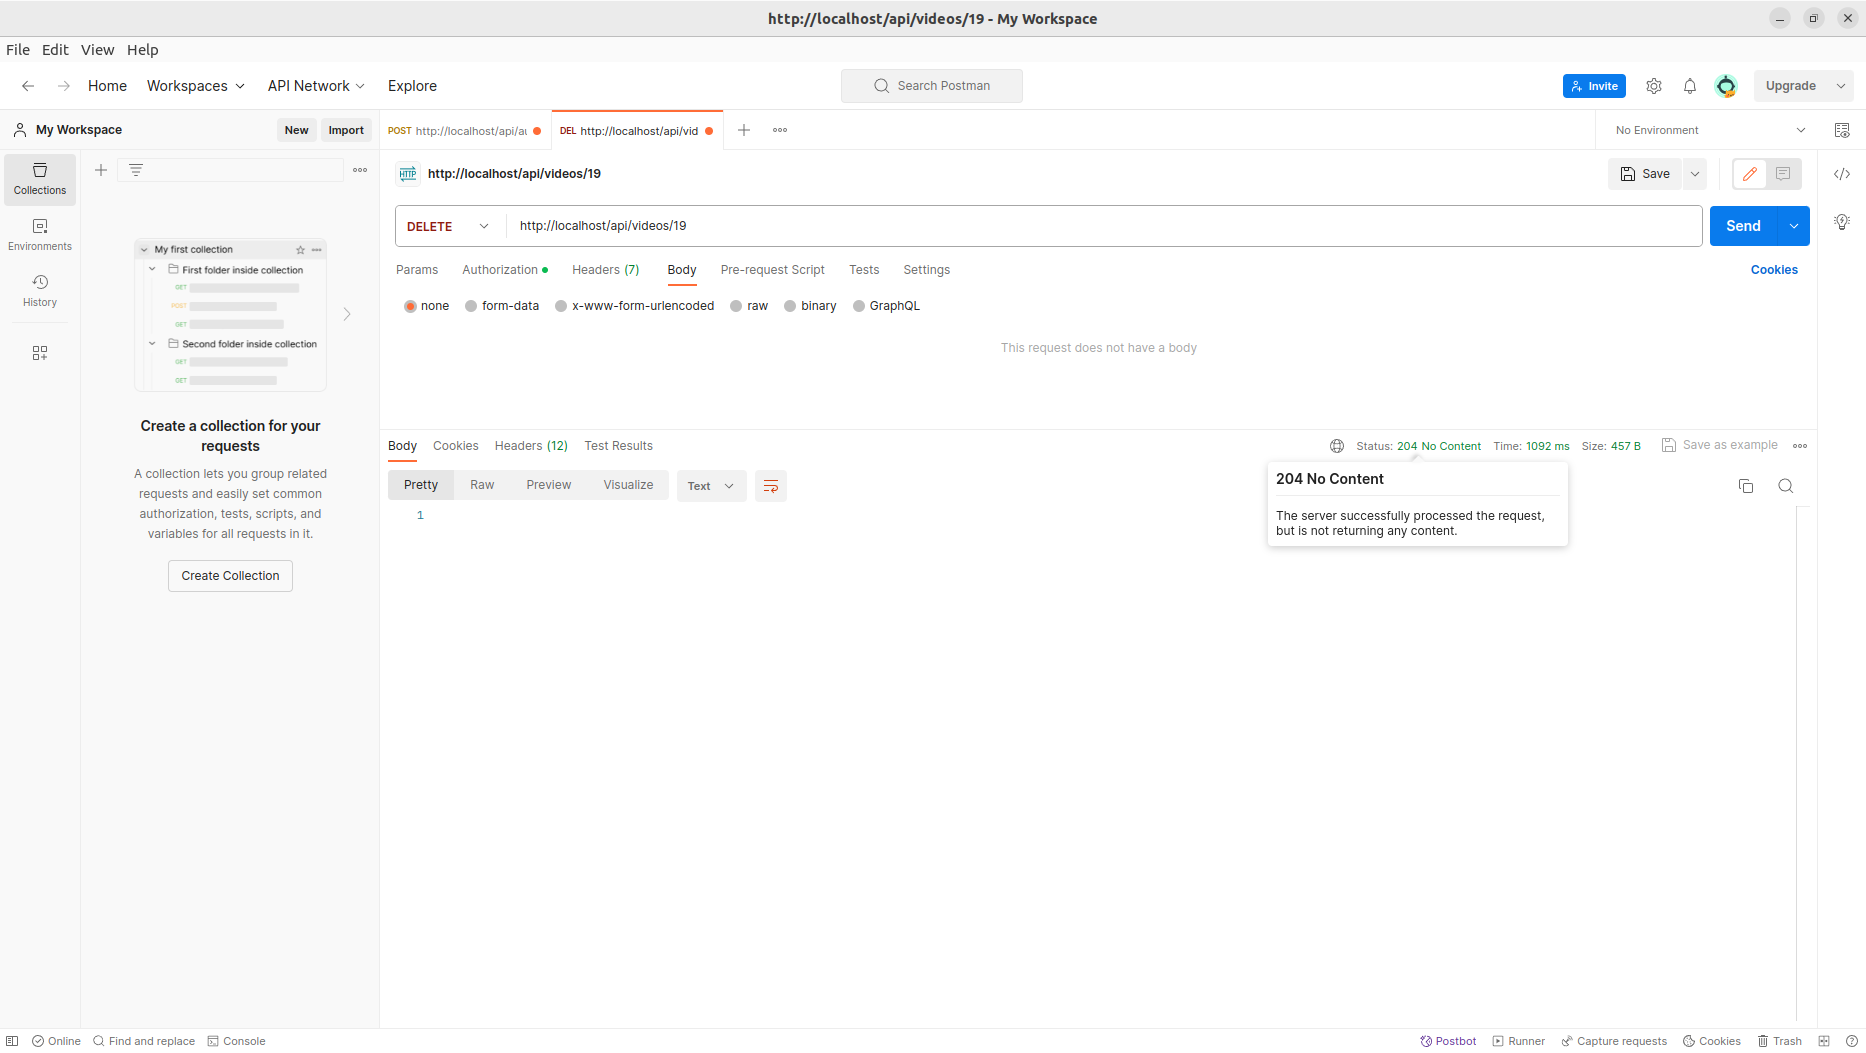 http://localhost/api/videos/19 - My Workspace
File Edit View Help
Home Workspaces API Network Explore
Search Postman
Invite
Upgrade
My Workspace
New Import
POST http://localhost/api/au
DEL http://localhost/api/vid
No Environment
Collections
Environments
History
My first collection
First folder inside collection
GET
POST
GET
Second folder inside collection
GET
GET
Create a collection for your
requests
A collection lets you group related
requests and easily set common
authorization, tests, scripts, and
variables for all requests in it.
Create Collection
HTTP http://localhost/api/videos/19
Save
DELETE http://localhost/api/videos/19
Send
Params Authorization Headers (7) Body Pre-request Script Tests Settings
Cookies
none form-data x-www-form-urlencoded raw binary GraphQL
This request does not have a body
Body Cookies Headers (12) Test Results
Status: 204 No Content Time: 1092 ms Size: 457 B Save as example
Pretty Raw Preview Visualize Text
1
204 No Content
The server successfully processed the request,
but is not returning any content.
Online Find and replace Console
Postbot Runner Capture requests Cookies Trash